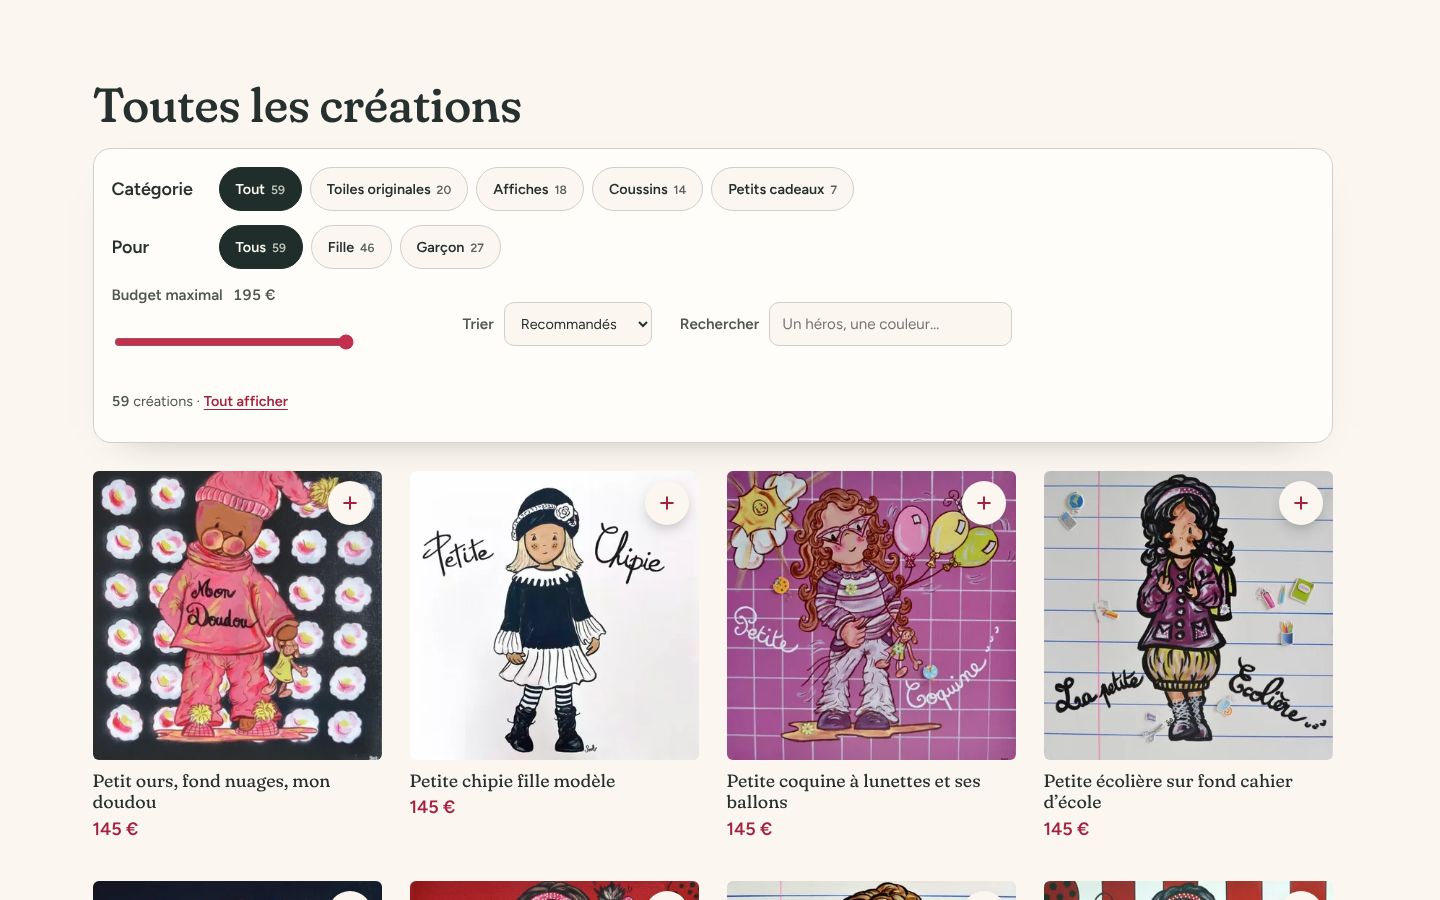 Toutes les créations
Catégorie
Tout 59
Toiles originales 20
Affiches 18
Coussins 14
Petits cadeaux 7
Pour
Tous 59
Fille 46
Garçon 27
Budget maximal 195 €
Trier
Recommandés
Rechercher
Un héros, une couleur...
59 créations · Tout afficher
+
Mon
Doudou
+
Petite
Chipie
+
Petite
Coquine...
+
La petite
Ecolière...
Petit ours, fond nuages, mon
doudou
145 €
Petite chipie fille modèle
145 €
Petite coquine à lunettes et ses
ballons
145 €
Petite écolière sur fond cahier
d’école
145 €